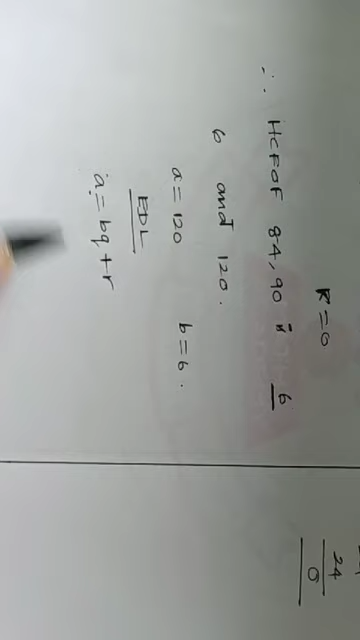 R = 0
∴ HCF OF 84, 90 is 6
6 and 120.
a = 120 b = 6.
EDL
a = bq + r
24
0